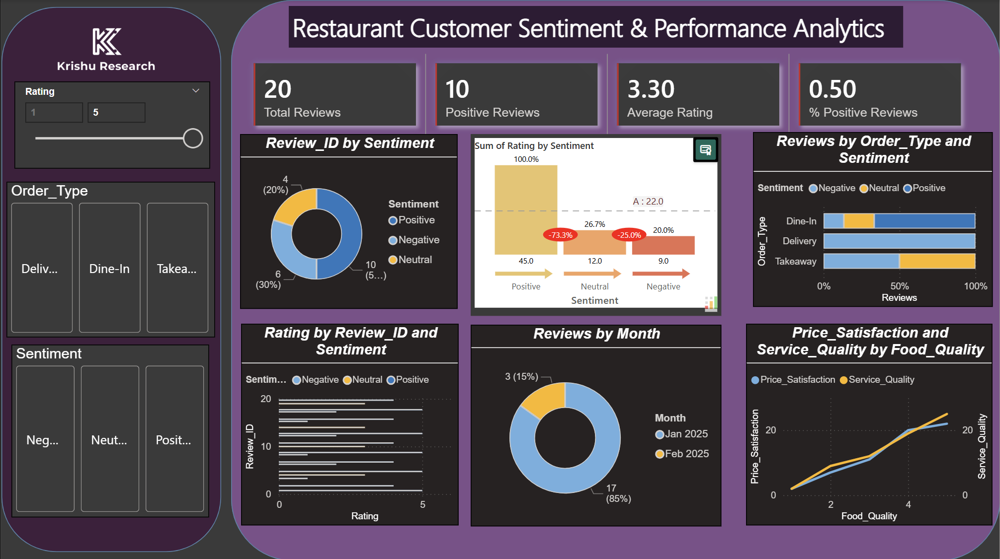 Restaurant Customer Sentiment & Performance Analytics
Krishu Research
Rating
1
5
Order_Type
Deliv...
Dine-In
Takea...
Sentiment
Neg...
Neut...
Posit...
20
Total Reviews
10
Positive Reviews
3.30
Average Rating
0.50
% Positive Reviews
Review_ID by Sentiment
4
(20%)
6
(30%)
10
(5...)
Sentiment
Positive
Negative
Neutral
Sum of Rating by Sentiment
100.0%
A : 22.0
26.7%
20.0%
-73.3%
-25.0%
45.0
12.0
9.0
Positive
Neutral
Negative
Sentiment
Reviews by Order_Type and
Sentiment
Sentiment Negative Neutral Positive
Order_Type
Dine-In
Delivery
Takeaway
0%
50%
100%
Reviews
Rating by Review_ID and
Sentiment
Sentim... Negative Neutral Positive
Review_ID
20
10
0
0
5
Rating
Reviews by Month
3 (15%)
17
(85%)
Month
Jan 2025
Feb 2025
Price_Satisfaction and
Service_Quality by Food_Quality
Price_Satisfaction Service_Quality
Price_Satisfaction
20
0
2
4
20
0
Service_Quality
Food_Quality